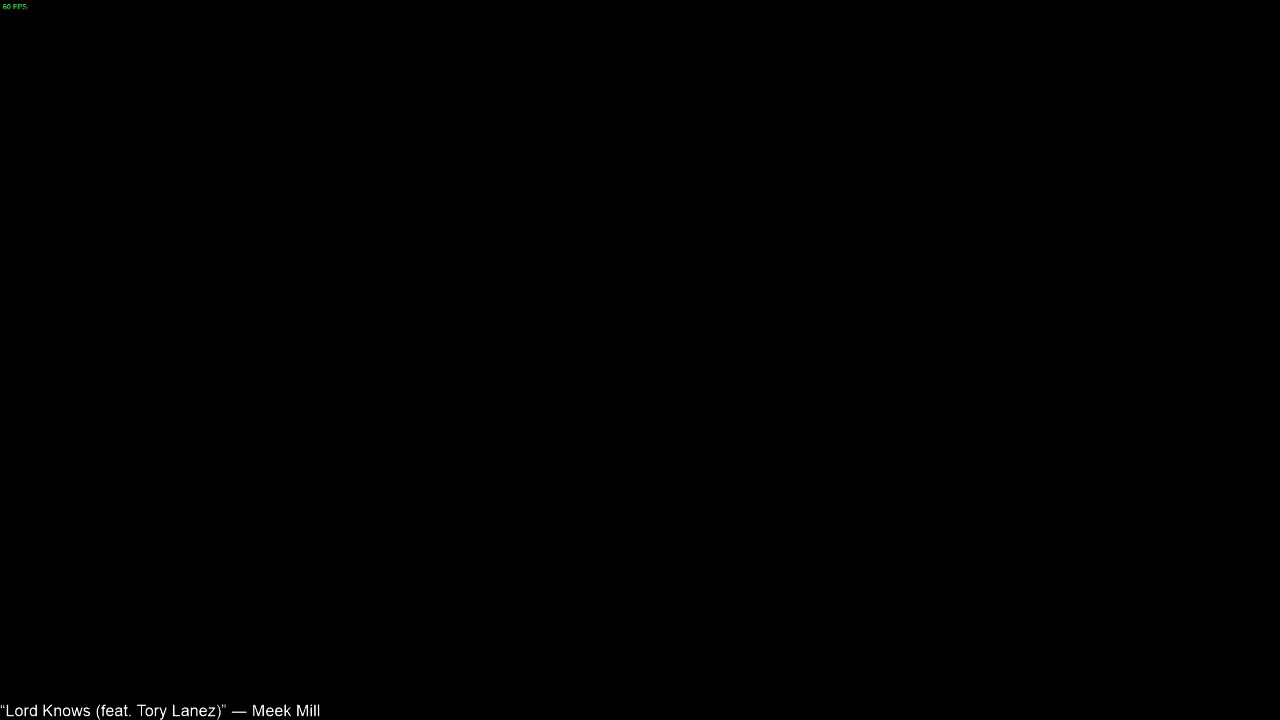 60 FPS
“Lord Knows (feat. Tory Lanez)” — Meek Mill